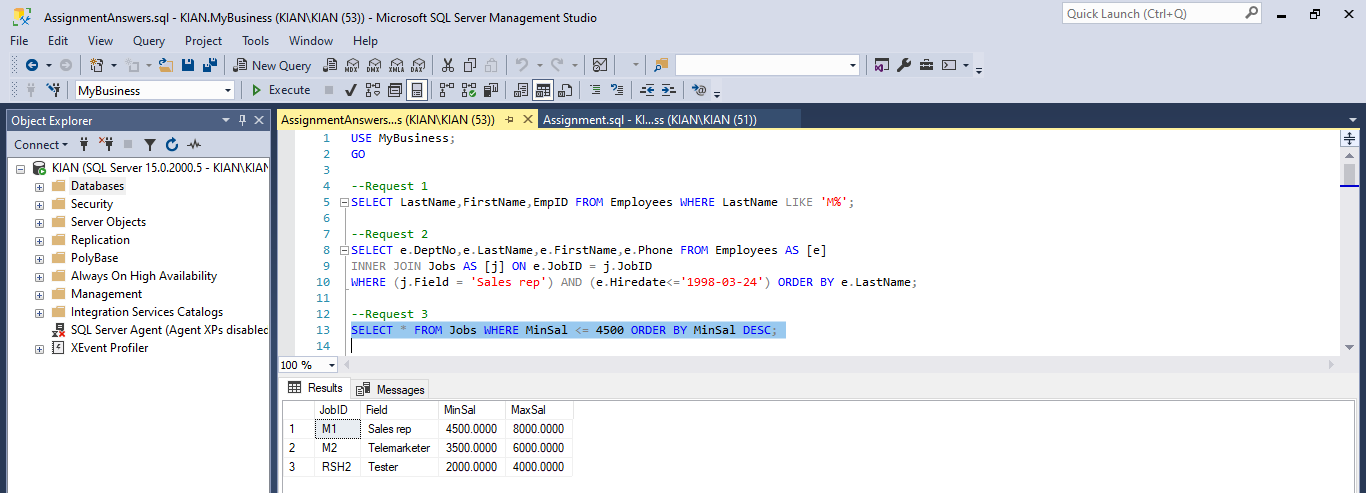 AssignmentAnswers.sql - KIAN.MyBusiness (KIAN\KIAN (53)) - Microsoft SQL Server Management Studio
Quick Launch (Ctrl+Q)
File Edit View Query Project Tools Window Help
New Query MDX DMX XMLA DAX
MyBusiness Execute
Object Explorer
AssignmentAnswers...s (KIAN\KIAN (53)) Assignment.sql - KI...ss (KIAN\KIAN (51))
Connect
KIAN (SQL Server 15.0.2000.5 - KIAN\KIAN
Databases
Security
Server Objects
Replication
PolyBase
Always On High Availability
Management
Integration Services Catalogs
SQL Server Agent (Agent XPs disabled
XEvent Profiler
1 USE MyBusiness;
2 GO
3
4 --Request 1
5 SELECT LastName,FirstName,EmpID FROM Employees WHERE LastName LIKE 'M%';
6
7 --Request 2
8 SELECT e.DeptNo,e.LastName,e.FirstName,e.Phone FROM Employees AS [e]
9 INNER JOIN Jobs AS [j] ON e.JobID = j.JobID
10 WHERE (j.Field = 'Sales rep') AND (e.Hiredate<='1998-03-24') ORDER BY e.LastName;
11
12 --Request 3
13 SELECT * FROM Jobs WHERE MinSal <= 4500 ORDER BY MinSal DESC;
14
100 %
Results Messages
JobID Field MinSal MaxSal
1 M1 Sales rep 4500.0000 8000.0000
2 M2 Telemarketer 3500.0000 6000.0000
3 RSH2 Tester 2000.0000 4000.0000